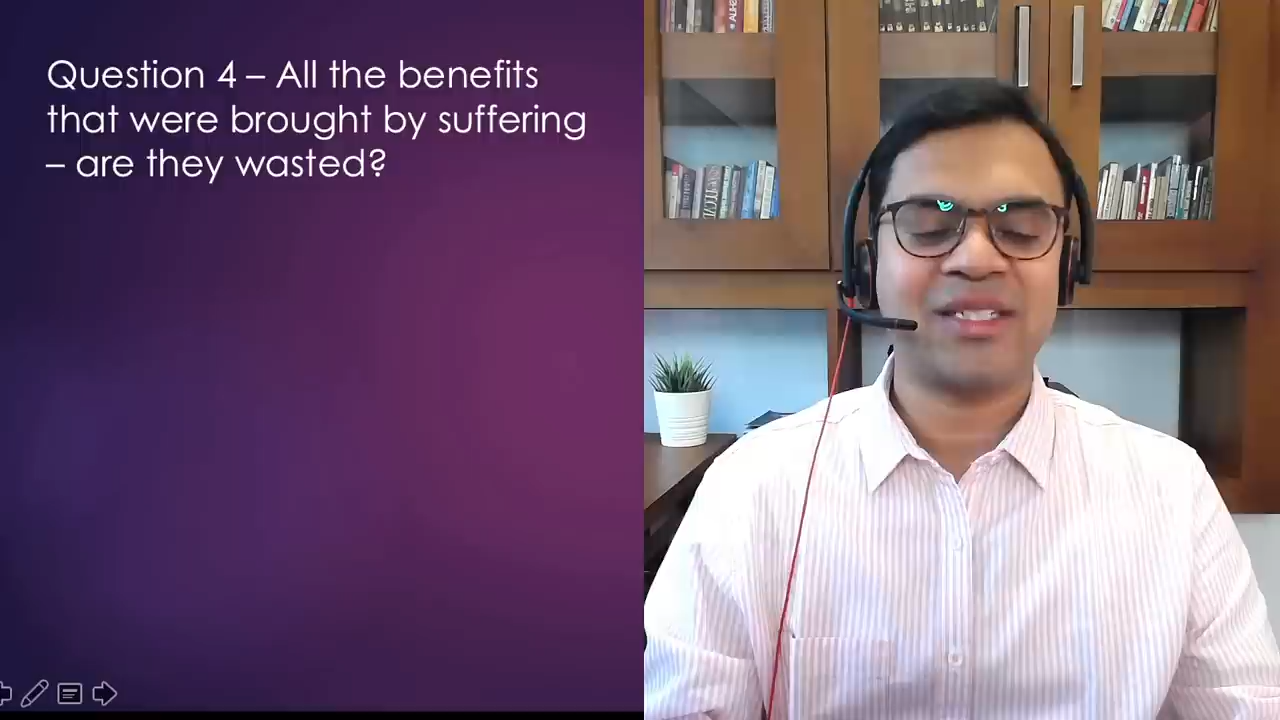 Question 4 – All the benefits
that were brought by suffering
– are they wasted?